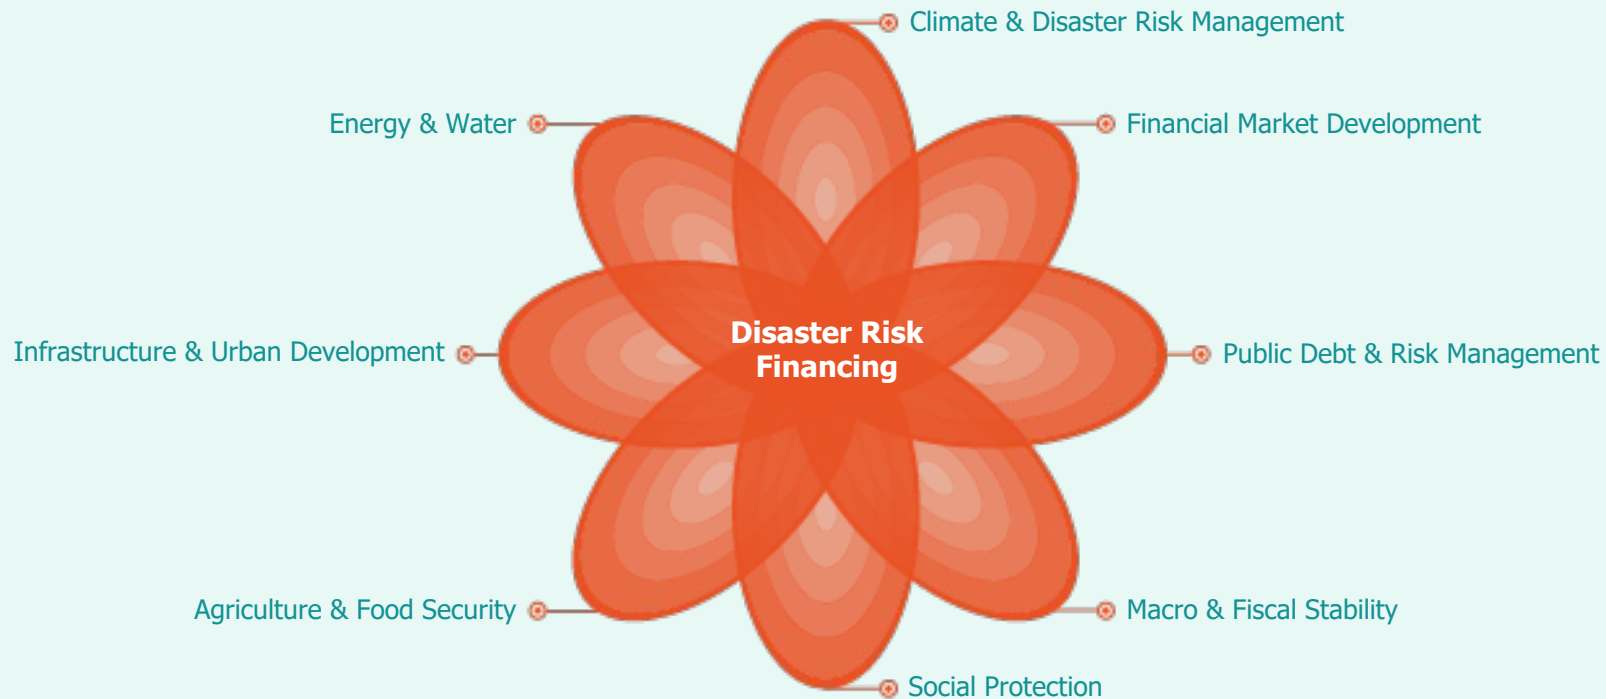 Climate & Disaster Risk Management
Energy & Water
Financial Market Development
Disaster Risk
Financing
Infrastructure & Urban Development
Public Debt & Risk Management
Agriculture & Food Security
Macro & Fiscal Stability
Social Protection